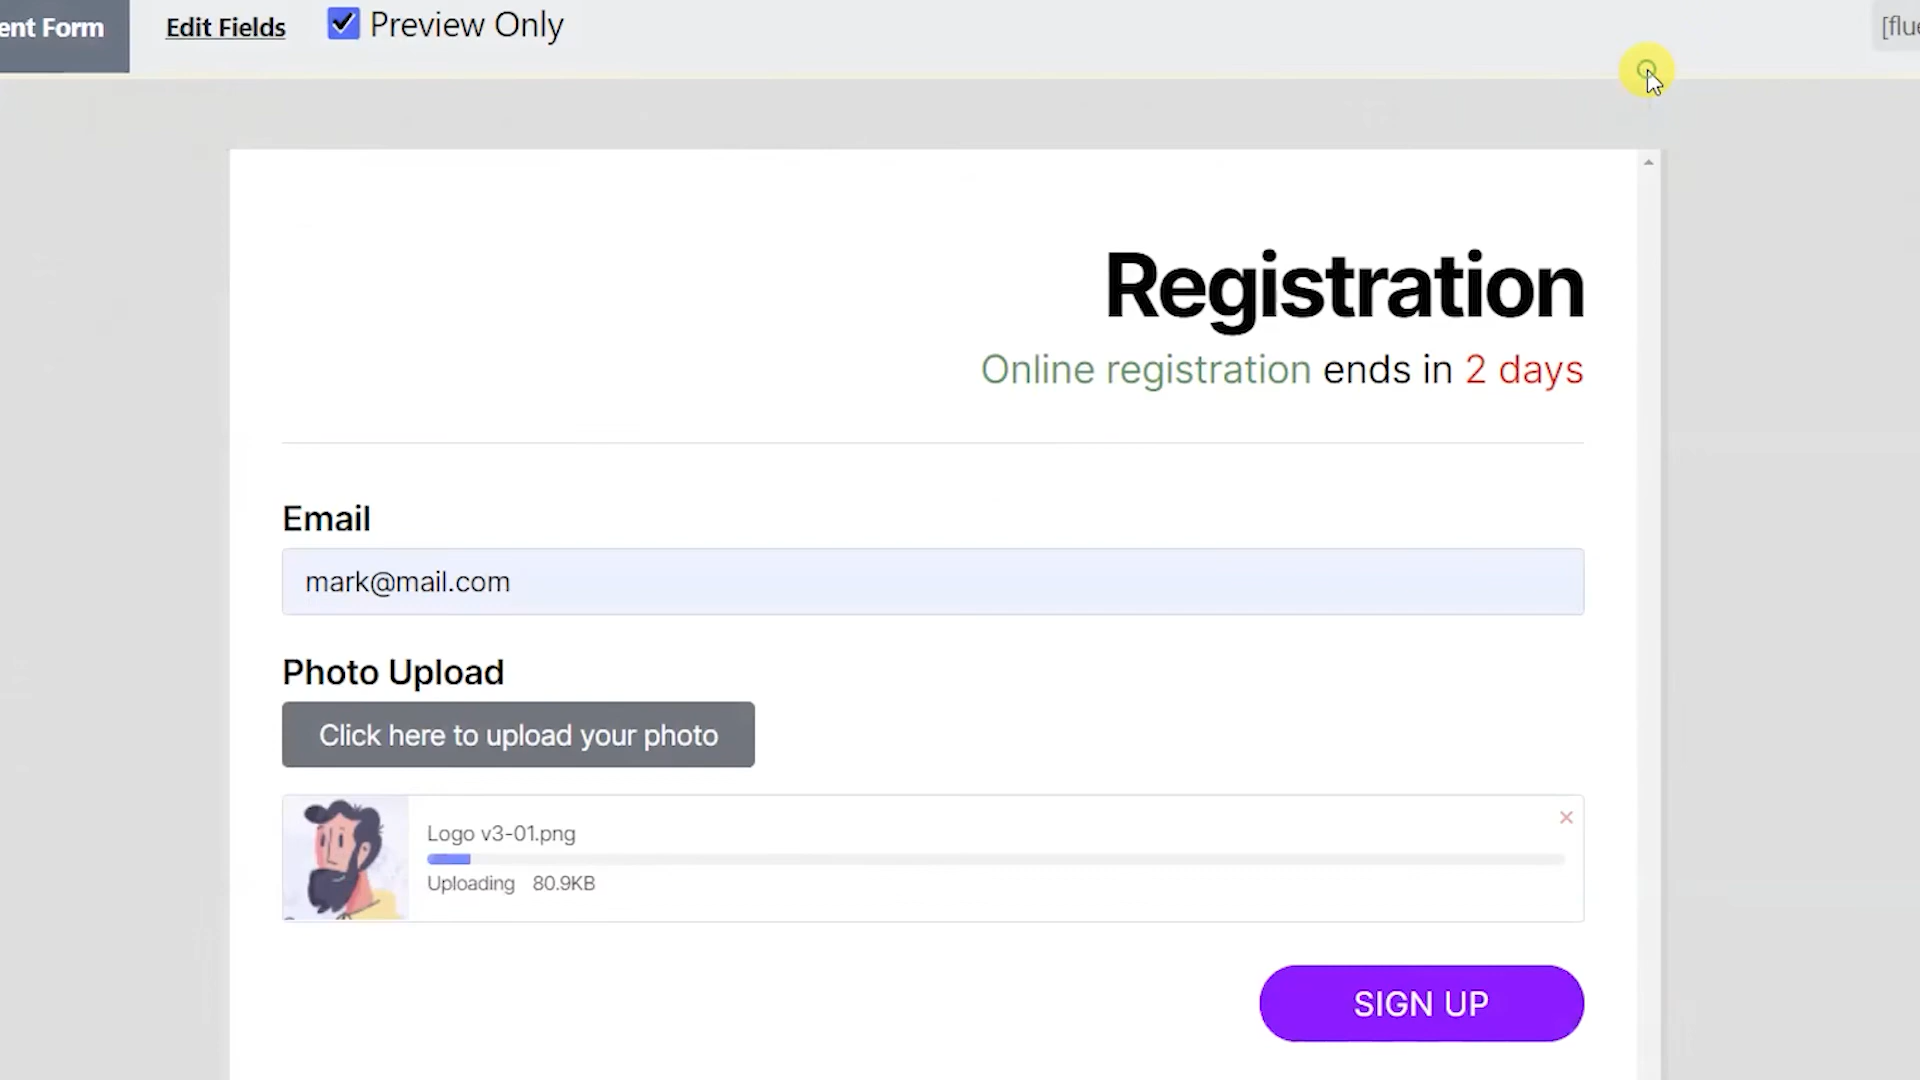 ent Form
Edit Fields
Preview Only
[flue
Registration
Online registration ends in 2 days
Email
mark@mail.com
Photo Upload
Click here to upload your photo
Logo v3-01.png
Uploading 80.9KB
SIGN UP